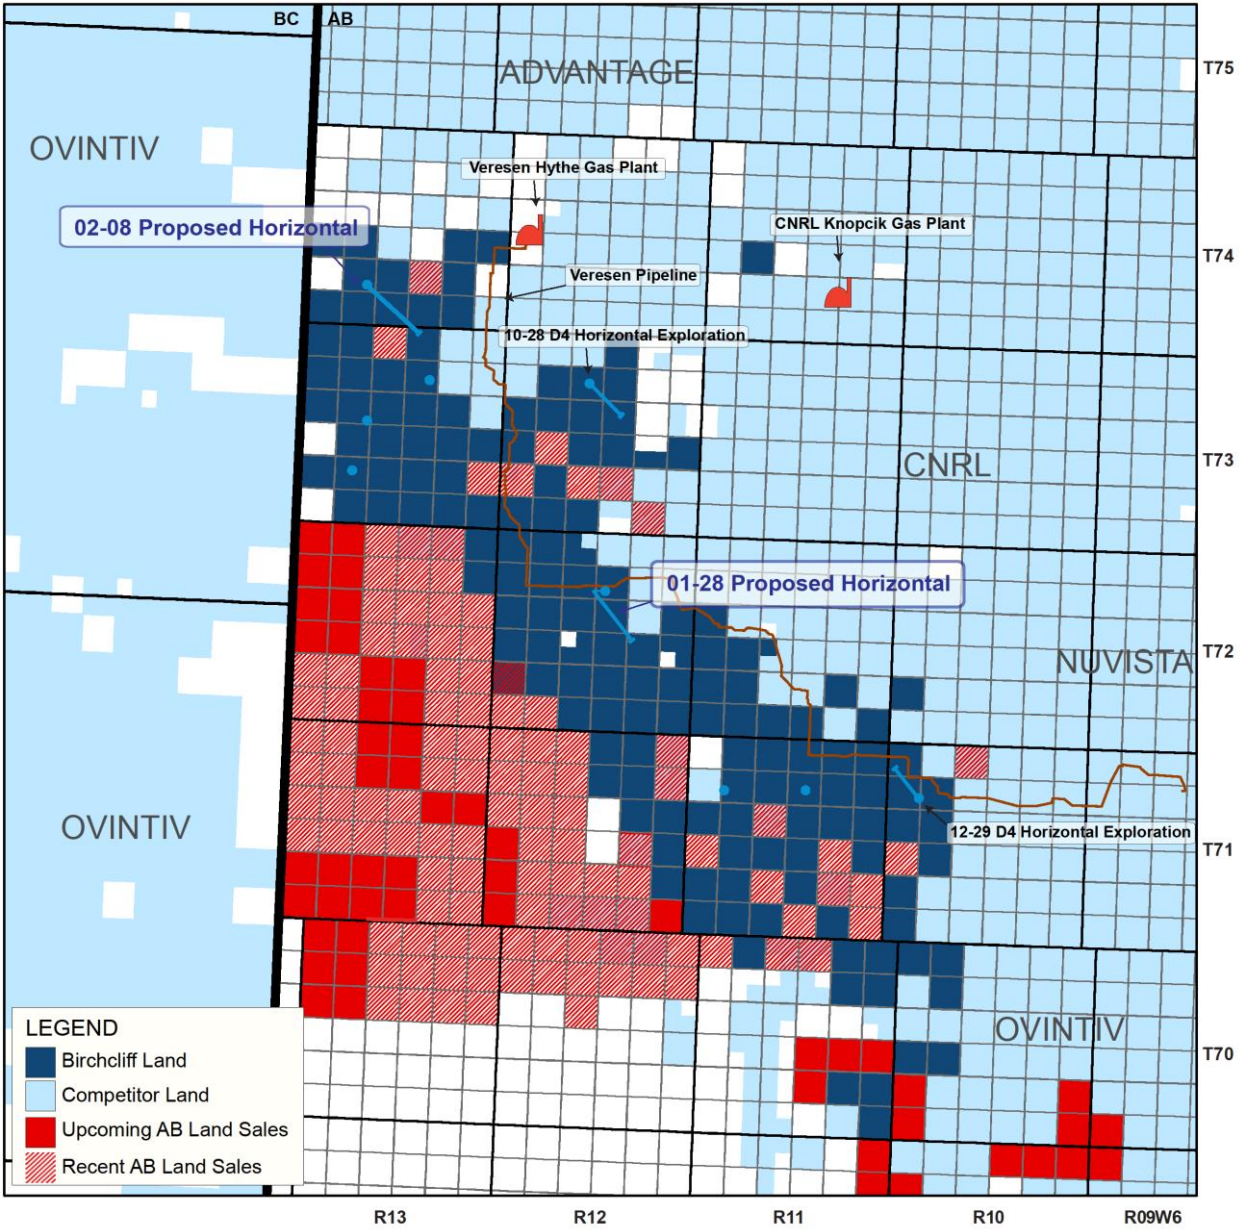 BC
AB
T75
ADVANTAGE
OVINTIV
Veresen Hythe Gas Plant
02-08 Proposed Horizontal
CNRL Knopcik Gas Plant
T74
Veresen Pipeline
10-28 D4 Horizontal Exploration
CNRL
T73
01-28 Proposed Horizontal
NUVISTA
T72
OVINTIV
12-29 D4 Horizontal Exploration
T71
OVINTIV
T70
LEGEND
Birchcliff Land
Competitor Land
Upcoming AB Land Sales
Recent AB Land Sales
R13
R12
R11
R10
R09W6